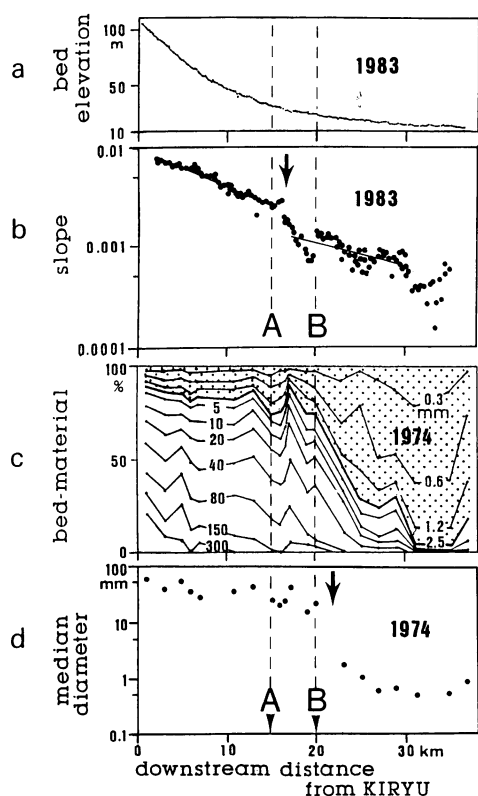 a
bed
elevation
100
m
50
10
1983
b
slope
0.01
0.001
0.0001
1983
A
B
c
bed-material
100
%
50
0
5
10
20
40
80
150
300
0.3
mm
1974
0.6
1.2
2.5
d
median
diameter
100
mm
10
1
0.1
1974
A
B
0
10
20
30 km
downstream distance
from KIRYU